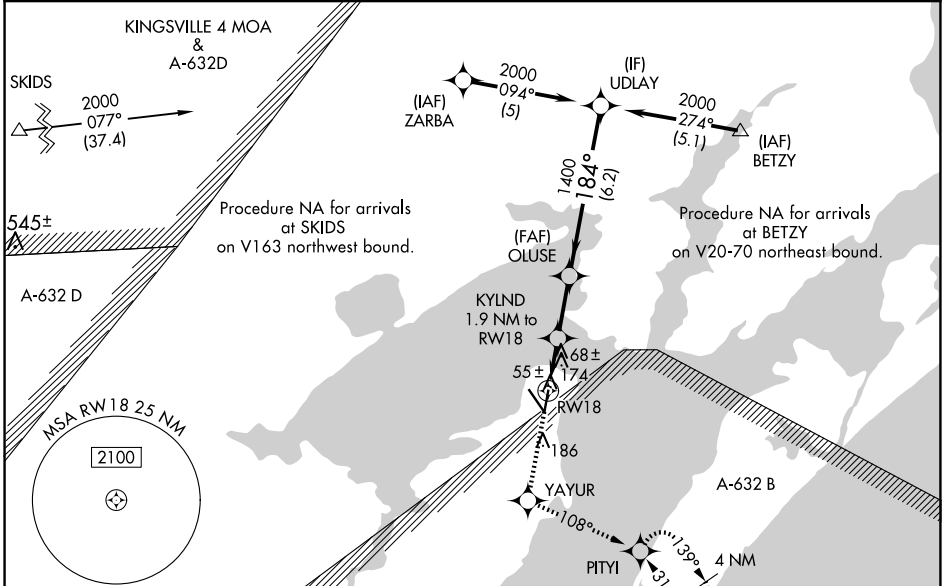 KINGSVILLE 4 MOA
&
A-632D
SKIDS
2000
077°
(37.4)
2000
094°
(5)
(IAF)
ZARBA
(IF)
UDLAY
2000
274°
(5.1)
(IAF)
BETZY
1400
184°
(6.2)
545±
Procedure NA for arrivals
at SKIDS
on V163 northwest bound.
Procedure NA for arrivals
at BETZY
on V20-70 northeast bound.
(FAF)
OLUSE
A-632 D
KYLND
1.9 NM to
RW18
68±
174
55±
RW18
MSA RW18 25 NM
2100
186
YAYUR
A-632 B
108°
PITYI
139°
4 NM
31